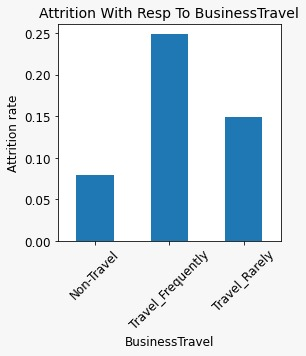 Attrition With Resp To BusinessTravel
0.25
0.20
0.15
0.10
0.05
0.00
Attrition rate
Non-Travel
Travel_Frequently
Travel_Rarely
BusinessTravel